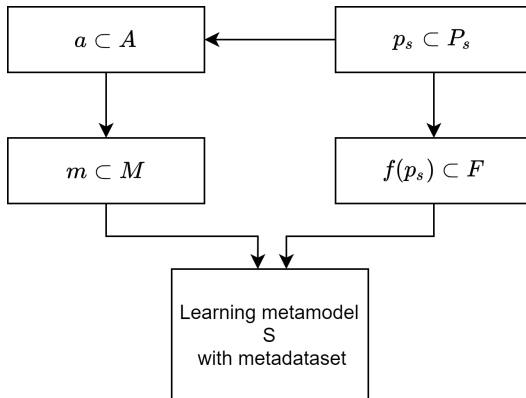 a ⊂ A
p_s ⊂ P_s
m ⊂ M
f(p_s) ⊂ F
Learning metamodel
S
with metadataset